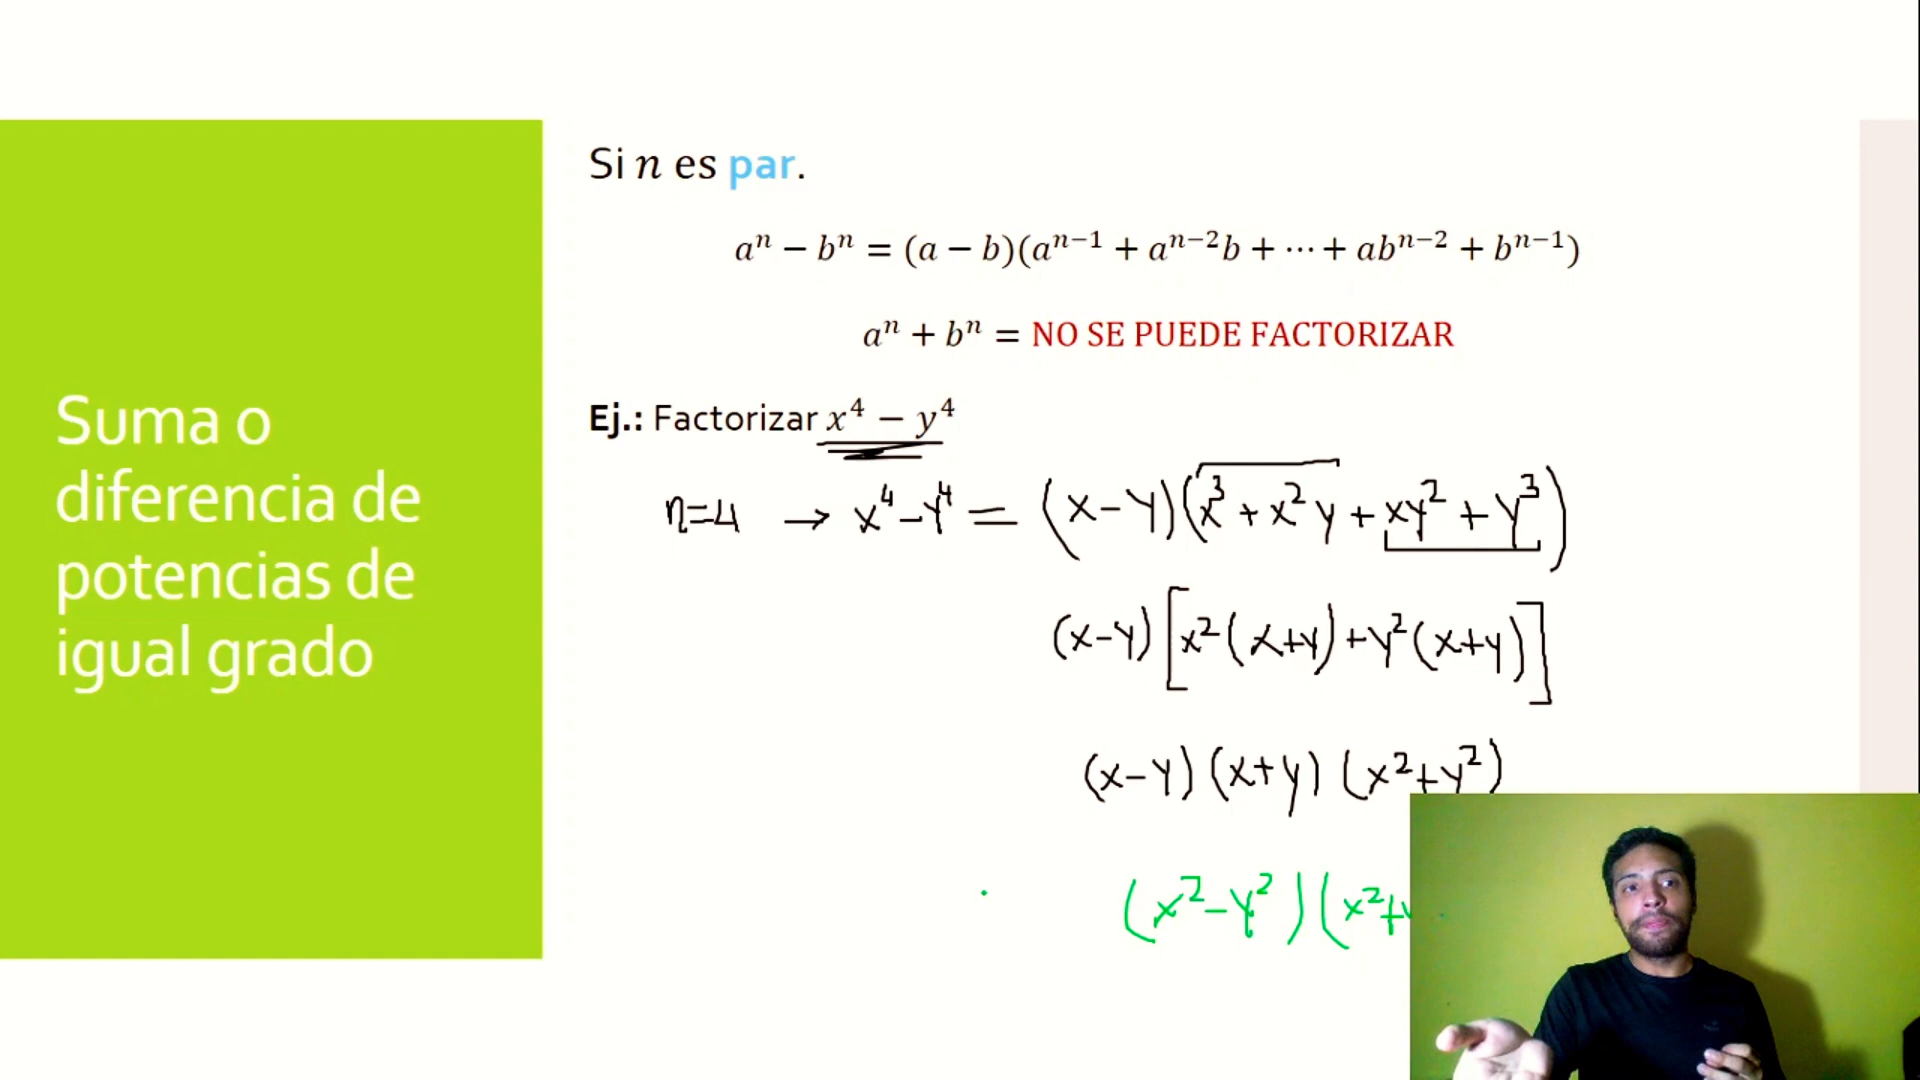 Suma o
diferencia de
potencias de
igual grado
Si n es par.
aⁿ − bⁿ = (a − b)(aⁿ⁻¹ + aⁿ⁻²b + ⋯ + abⁿ⁻² + bⁿ⁻¹)
aⁿ + bⁿ = NO SE PUEDE FACTORIZAR
Ej.: Factorizar x⁴ − y⁴
n=4 → x⁴−y⁴ = (x−y)(x³ + x²y + xy² + y³)
(x−y)[x²(x+y)+y²(x+y)]
(x−y)(x+y)(x²+y²)
(x²−y²)(x²+